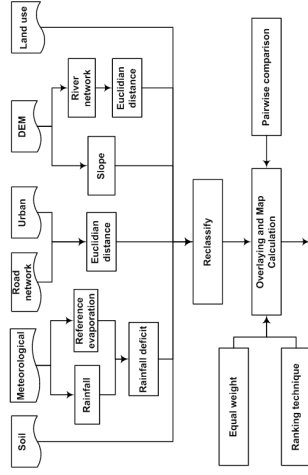 Land use
DEM
River
network
Euclidian
distance
Slope
Urban
Road
network
Euclidian
distance
Meteorological
Reference
evaporation
Rainfall
Rainfall deficit
Soil
Reclassify
Pairwise comparison
Overlaying and Map
Calculation
Equal weight
Ranking technique